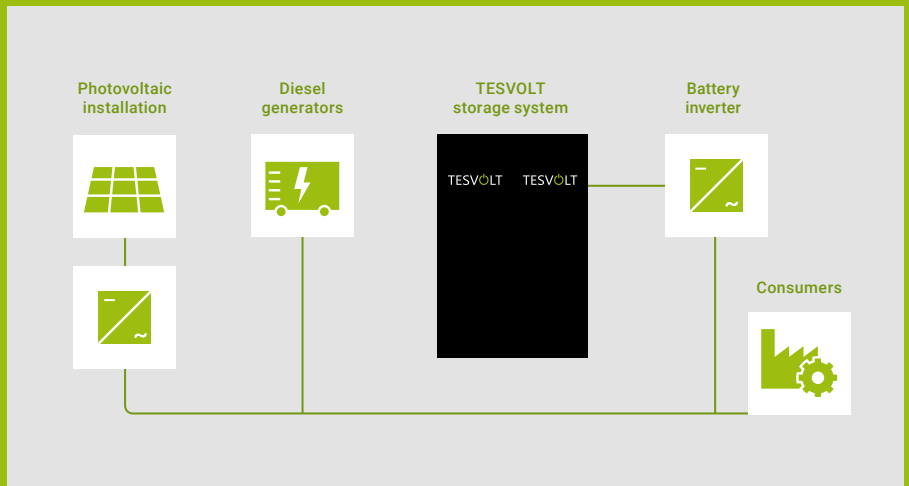 Photovoltaic
installation
Diesel
generators
TESVOLT
storage system
Battery
inverter
TESVOLT TESVOLT
Consumers